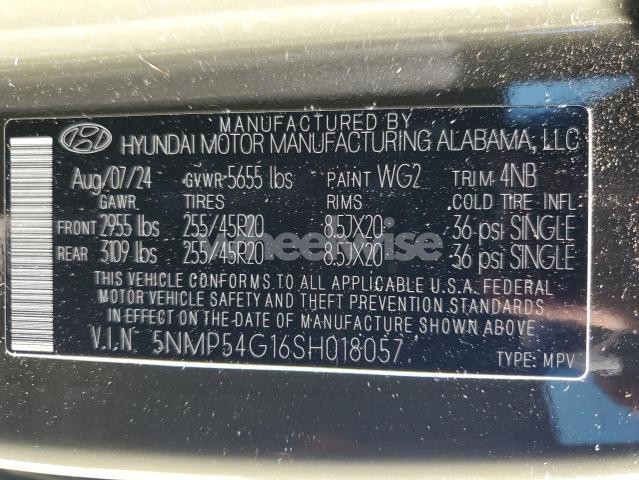 MANUFACTURED BY
HYUNDAI MOTOR MANUFACTURING ALABAMA, LLC
Aug/07/24 GVWR 5655 lbs PAINT WG2 TRIM 4NB
GAWR TIRES RIMS COLD TIRE INFL
FRONT 2955 lbs 255/45R20 8.5JX20 36 psi SINGLE
REAR 3109 lbs 255/45R20 8.5JX20 36 psi SINGLE
THIS VEHICLE CONFORMS TO ALL APPLICABLE U.S.A. FEDERAL
MOTOR VEHICLE SAFETY AND THEFT PREVENTION STANDARDS
IN EFFECT ON THE DATE OF MANUFACTURE SHOWN ABOVE.
V.I.N 5NMP54G16SH018057 TYPE: MPV